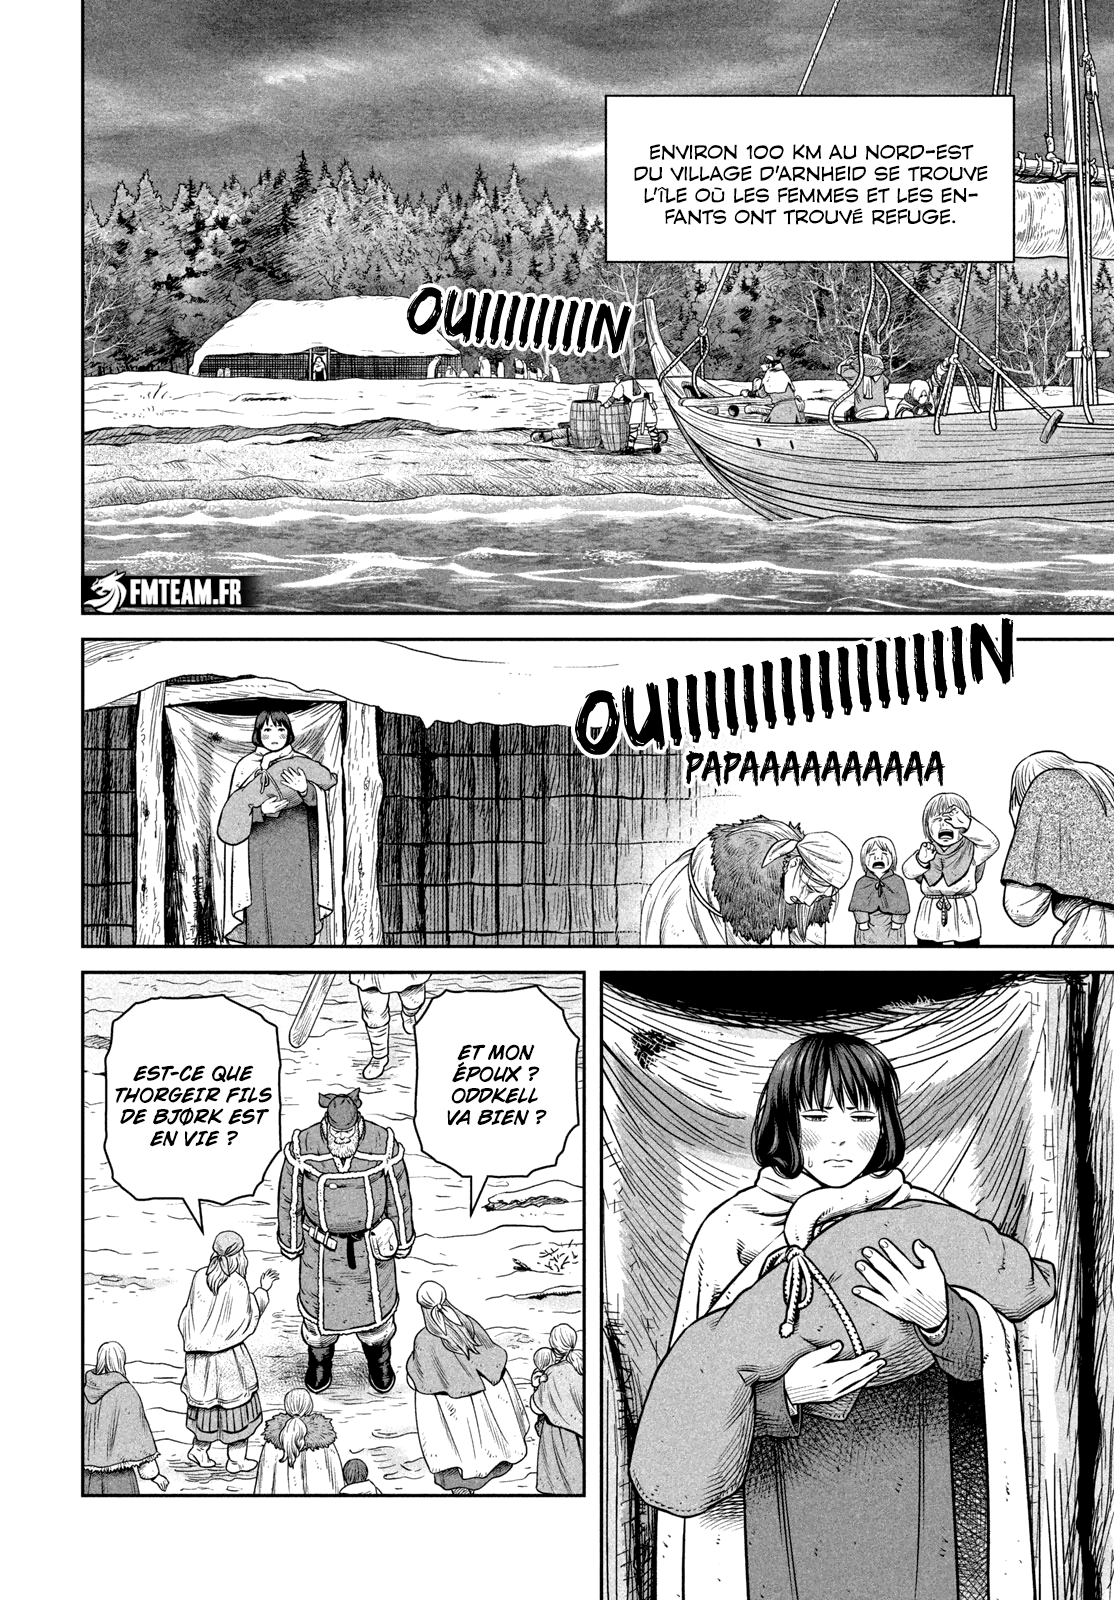 ENVIRON 100 KM AU NORD-EST
DU VILLAGE D'ARNHEID SE TROUVE
L'ÎLE OÙ LES FEMMES ET LES EN-
FANTS ONT TROUVÉ REFUGE.
OUIIIIIIIIIN
FMTEAM.FR
OUIIIIIIIIIIIIIIIIIN
PAPAAAAAAAAAAA
ET MON
ÉPOUX ?
ODDKELL
VA BIEN ?
EST-CE QUE
THORGEIR FILS
DE BJØRK EST
EN VIE ?